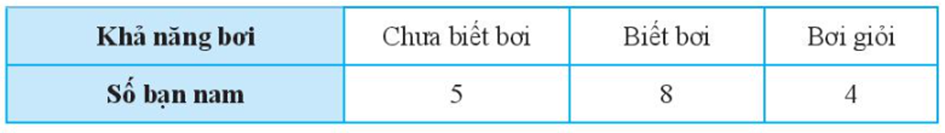 Khả năng bơi Chưa biết bơi Biết bơi Bơi giỏi
Số bạn nam 5 8 4